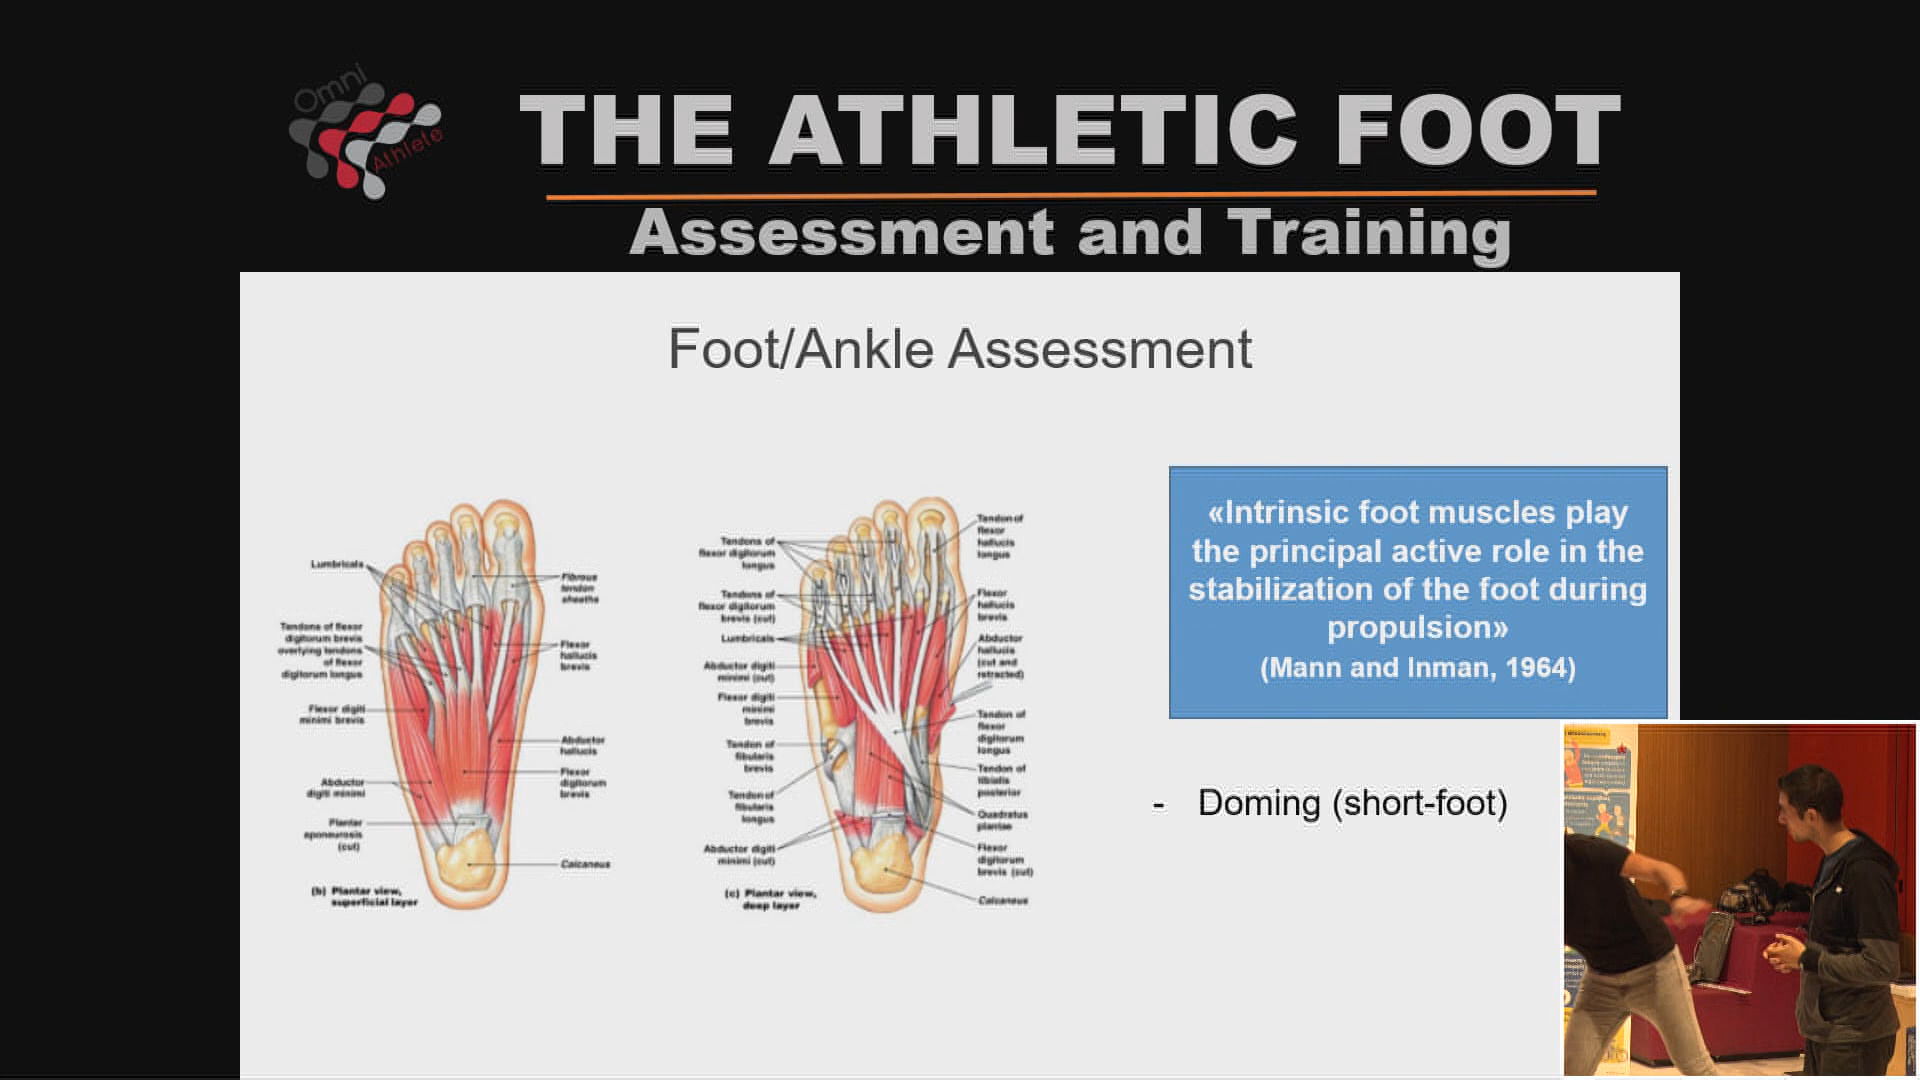 Omni
Athlete
THE ATHLETIC FOOT
Assessment and Training
Foot/Ankle Assessment
Lumbricals
Tendons of flexor
digitorum brevis
overlying tendons
of flexor
digitorum longus
Flexor digiti
minimi brevis
Abductor
digiti minimi
Plantar
aponeurosis
(cut)
Fibrous
tendon
sheaths
Flexor
hallucis
brevis
Abductor
hallucis
Flexor
digitorum
brevis
Calcaneus
(b) Plantar view,
superficial layer
Tendons of
flexor digitorum
longus
Tendons of
flexor digitorum
brevis (cut)
Lumbricals
Abductor digiti
minimi (cut)
Flexor digiti
minimi
brevis
Tendon of
fibularis
brevis
Tendon of
fibularis
longus
Abductor digiti
minimi (cut)
Tendon of
flexor
hallucis
longus
Flexor
hallucis
brevis
Abductor
hallucis
(cut and
retracted)
Tendon of
flexor
digitorum
longus
Tendon of
tibialis
posterior
Quadratus
plantae
Flexor
digitorum
brevis (cut)
Calcaneus
(c) Plantar view,
deep layer
«Intrinsic foot muscles play
the principal active role in the
stabilization of the foot during
propulsion»
(Mann and Inman, 1964)
- Doming (short-foot)